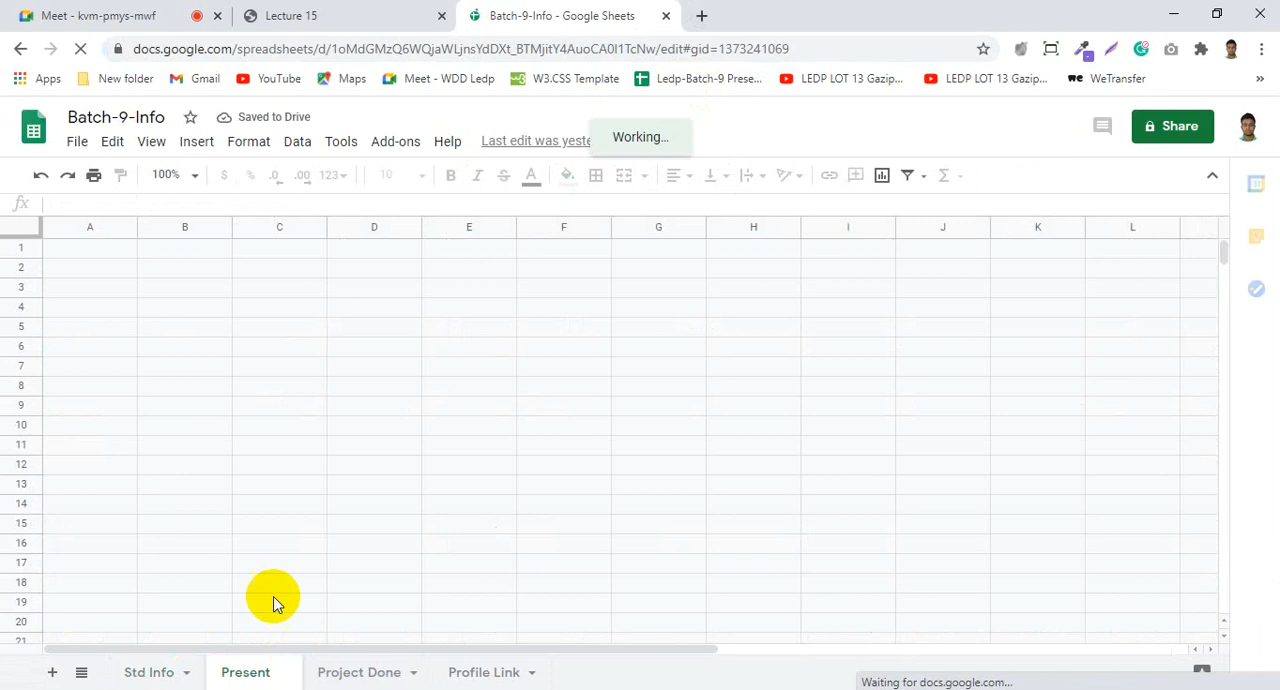 Meet - kvm-pmys-mwf
Lecture 15
Batch-9-Info - Google Sheets
docs.google.com/spreadsheets/d/1oMdGMzQ6WQjaWLjnsYdDXt_BTMjitY4AuoCA0I1TcNw/edit#gid=1373241069
Apps New folder Gmail YouTube Maps Meet - WDD Ledp W3.CSS Template Ledp-Batch-9 Prese... LEDP LOT 13 Gazip... LEDP LOT 13 Gazip... WeTransfer »
Batch-9-Info Saved to Drive
Working...
Share
File Edit View Insert Format Data Tools Add-ons Help Last edit was yeste
100% $ % .0 .00 123 10 B I S A
fx
A B C D E F G H I J K L
1
2
3
4
5
6
7
8
9
10
11
12
13
14
15
16
17
18
19
20
21
Std Info Present Project Done Profile Link
Waiting for docs.google.com...